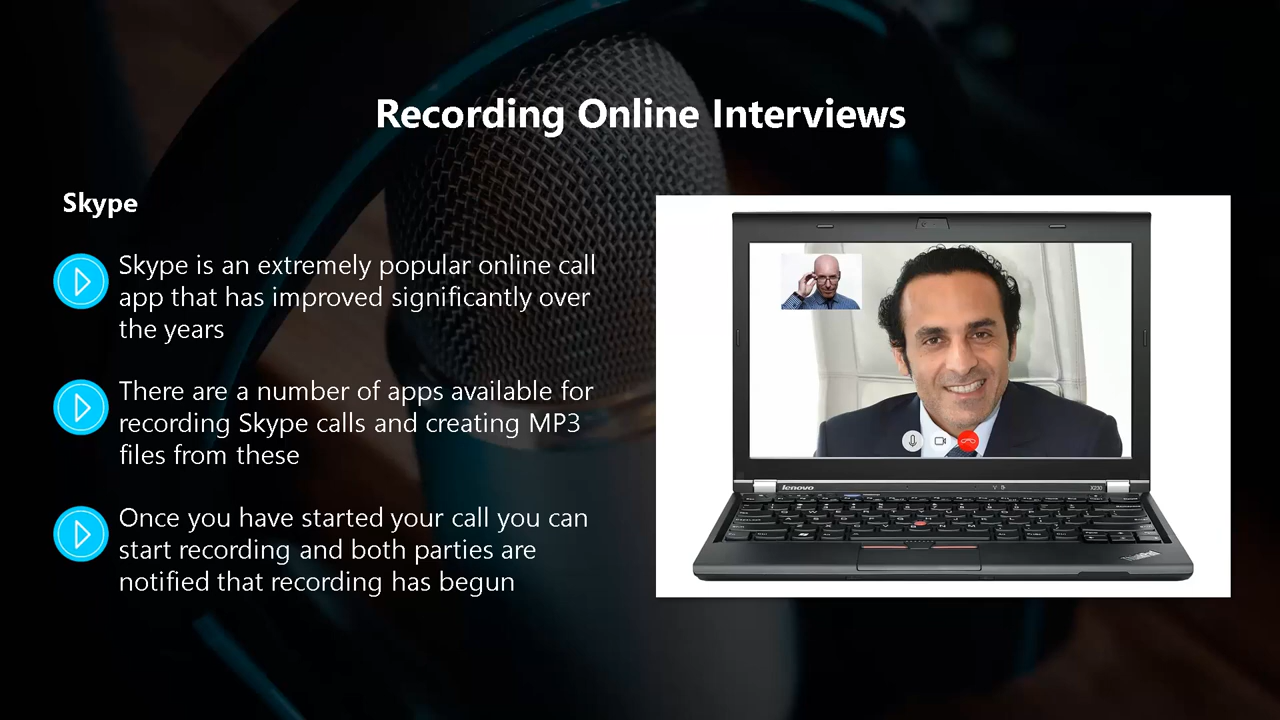 Recording Online Interviews
Skype
Skype is an extremely popular online call
app that has improved significantly over
the years
There are a number of apps available for
recording Skype calls and creating MP3
files from these
Once you have started your call you can
start recording and both parties are
notified that recording has begun
lenovo
X230
ThinkPad